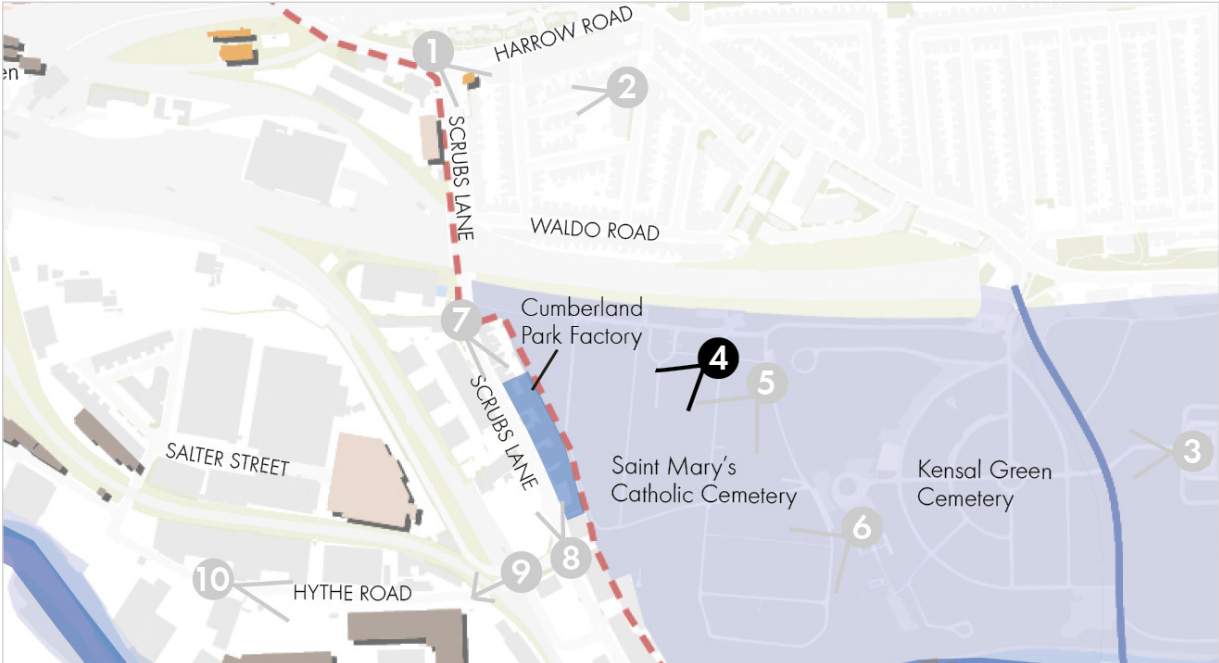 HARROW ROAD
1
2
en
SCRUBS LANE
WALDO ROAD
Cumberland
Park Factory
7
4
5
SCRUBS LANE
SALTER STREET
Saint Mary's
Catholic Cemetery
Kensal Green
Cemetery
3
6
8
9
10
HYTHE ROAD